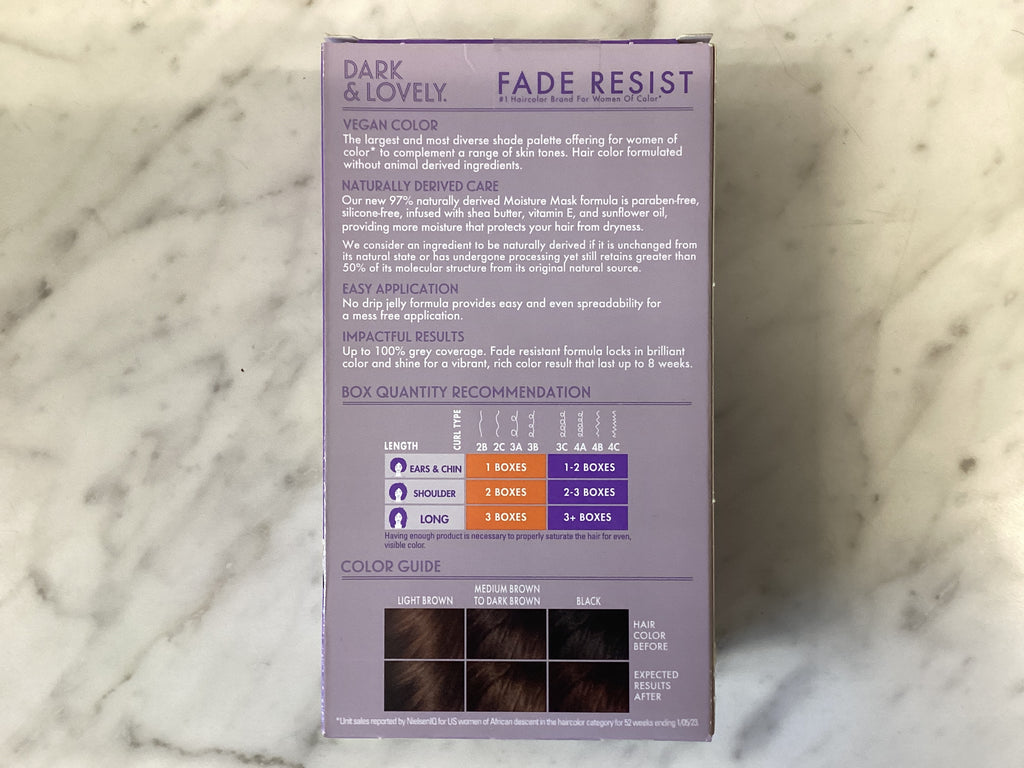 DARK
& LOVELY.
FADE RESIST
#1 Haircolor Brand For Women Of Color*
VEGAN COLOR
The largest and most diverse shade palette offering for women of
color* to complement a range of skin tones. Hair color formulated
without animal derived ingredients.
NATURALLY DERIVED CARE
Our new 97% naturally derived Moisture Mask formula is paraben-free,
silicone-free, infused with shea butter, vitamin E, and sunflower oil,
providing more moisture that protects your hair from dryness.
We consider an ingredient to be naturally derived if it is unchanged from
its natural state or has undergone processing yet still retains greater than
50% of its molecular structure from its original natural source.
EASY APPLICATION
No drip jelly formula provides easy and even spreadability for
a mess free application.
IMPACTFUL RESULTS
Up to 100% grey coverage. Fade resistant formula locks in brilliant
color and shine for a vibrant, rich color result that last up to 8 weeks.
BOX QUANTITY RECOMMENDATION
LENGTH CURL TYPE 2B 2C 3A 3B 3C 4A 4B 4C
EARS & CHIN 1 BOXES 1-2 BOXES
SHOULDER 2 BOXES 2-3 BOXES
LONG 3 BOXES 3+ BOXES
Having enough product is necessary to properly saturate the hair for even,
visible color.
COLOR GUIDE
LIGHT BROWN
MEDIUM BROWN
TO DARK BROWN
BLACK
HAIR
COLOR
BEFORE
EXPECTED
RESULTS
AFTER
*Unit sales reported by NielsenIQ for US women of African descent in the haircolor category for 52 weeks ending 1/05/23